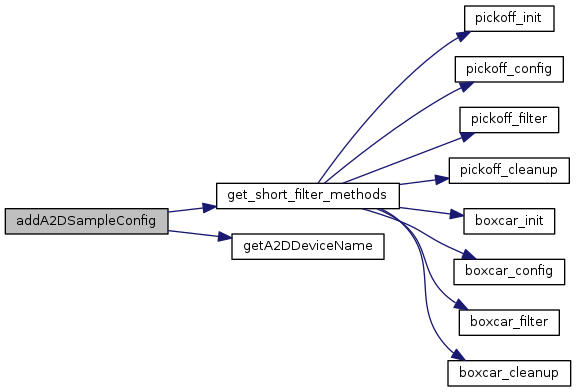 addA2DSampleConfig
get_short_filter_methods
getA2DDeviceName
pickoff_init
pickoff_config
pickoff_filter
pickoff_cleanup
boxcar_init
boxcar_config
boxcar_filter
boxcar_cleanup